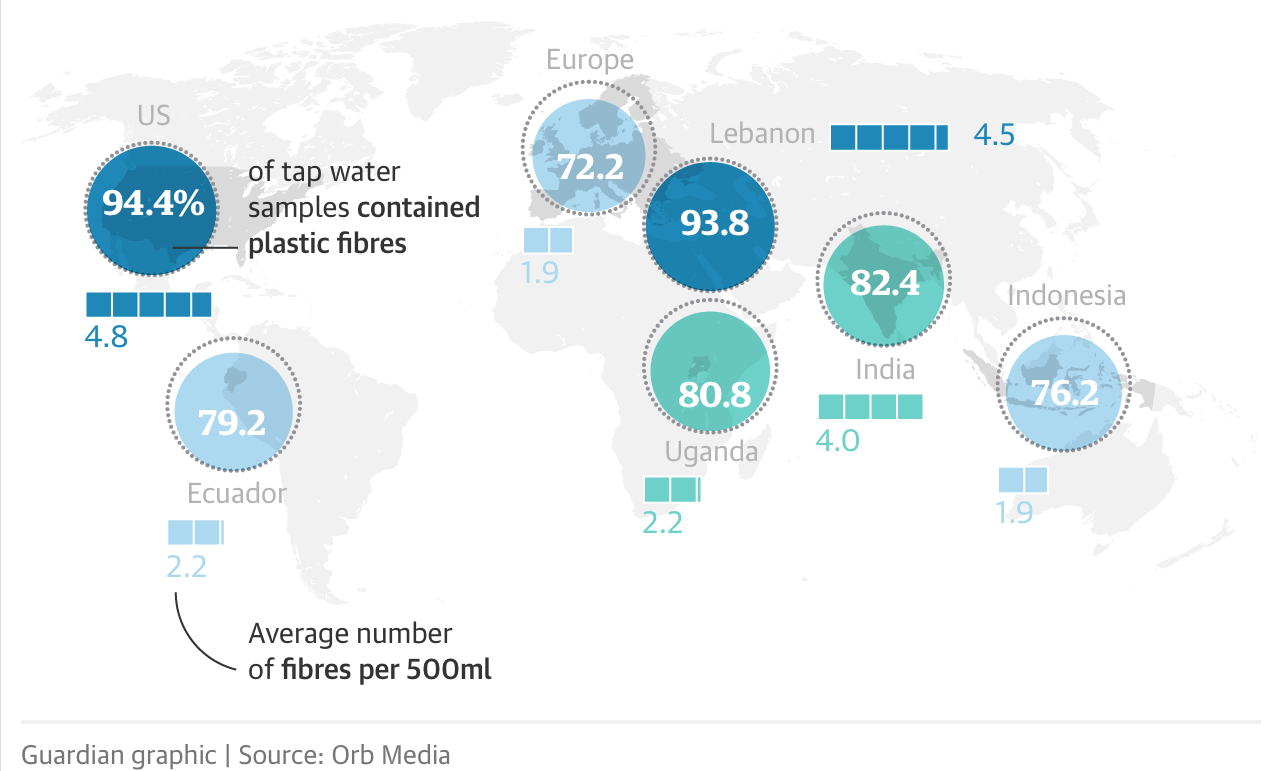 US
94.4%
of tap water
samples contained
plastic fibres
4.8
Europe
72.2
1.9
Lebanon
4.5
93.8
82.4
India
4.0
Indonesia
76.2
1.9
80.8
Uganda
2.2
79.2
Ecuador
2.2
Average number
of fibres per 500ml
Guardian graphic | Source: Orb Media